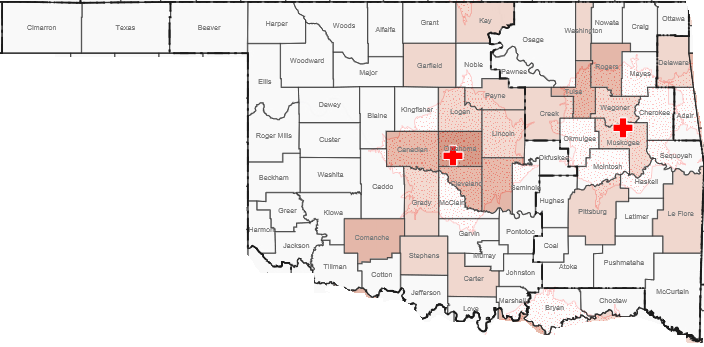 Cimarron
Texas
Beaver
Harper
Woods
Alfalfa
Grant
Kay
Osage
Washington
Nowata
Craig
Ottawa
Ellis
Woodward
Major
Garfield
Noble
Pawnee
Rogers
Mayes
Delaware
Dewey
Blaine
Kingfisher
Logan
Payne
Creek
Tulsa
Wagoner
Cherokee
Adair
Roger Mills
Custer
Canadian
Lincoln
Okmulgee
Muskogee
Sequoyah
Beckham
Washita
Caddo
Cleveland
Okfuskee
McIntosh
Haskell
Greer
Kiowa
Grady
McClain
Seminole
Hughes
Pittsburg
Latimer
Le Flore
Harmon
Jackson
Comanche
Stephens
Garvin
Pontotoc
Coal
Tillman
Cotton
Jefferson
Carter
Murray
Johnston
Atoka
Pushmataha
McCurtain
Love
Marshall
Bryan
Choctaw